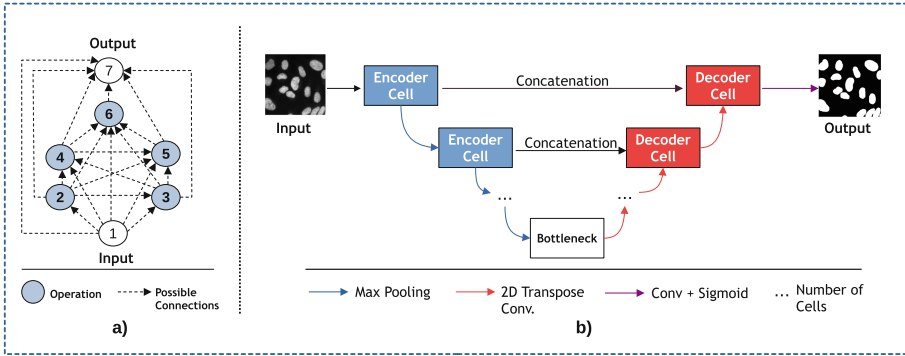 Output
7
6
4
5
2
3
1
Input
Operation
Possible
Connections
a)
Input
Encoder
Cell
Concatenation
Decoder
Cell
Output
Encoder
Cell
Concatenation
Decoder
Cell
...
...
Bottleneck
Max Pooling
2D Transpose
Conv.
Conv + Sigmoid
... Number of
Cells
b)